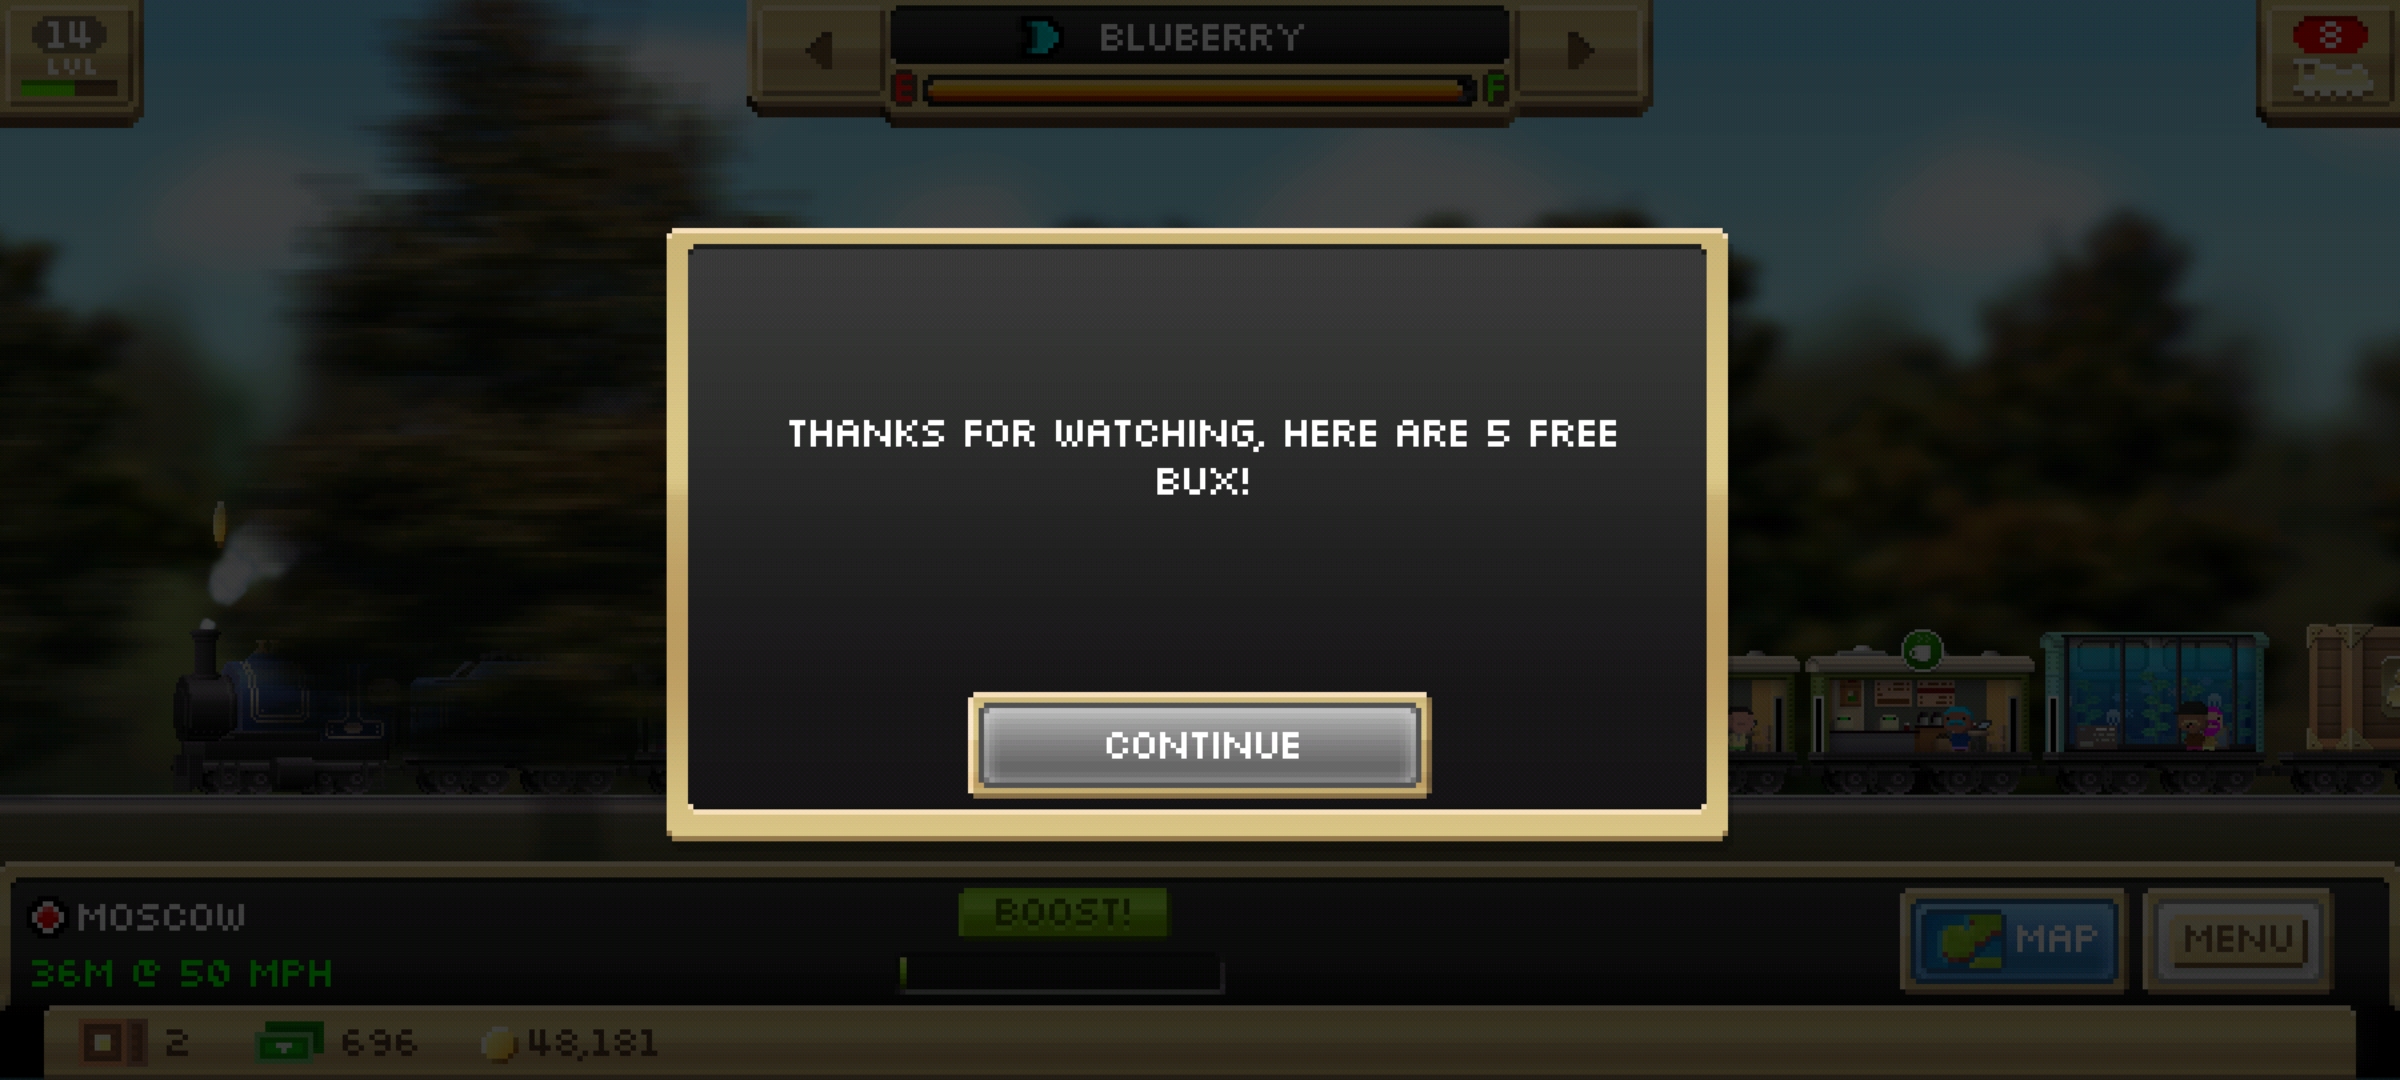 14
LVL
BLUBERRY
E
F
8
THANKS FOR WATCHING, HERE ARE 5 FREE
BUX!
CONTINUE
MOSCOW
36M @ 50 MPH
BOOST!
MAP
MENU
2
696
48,181